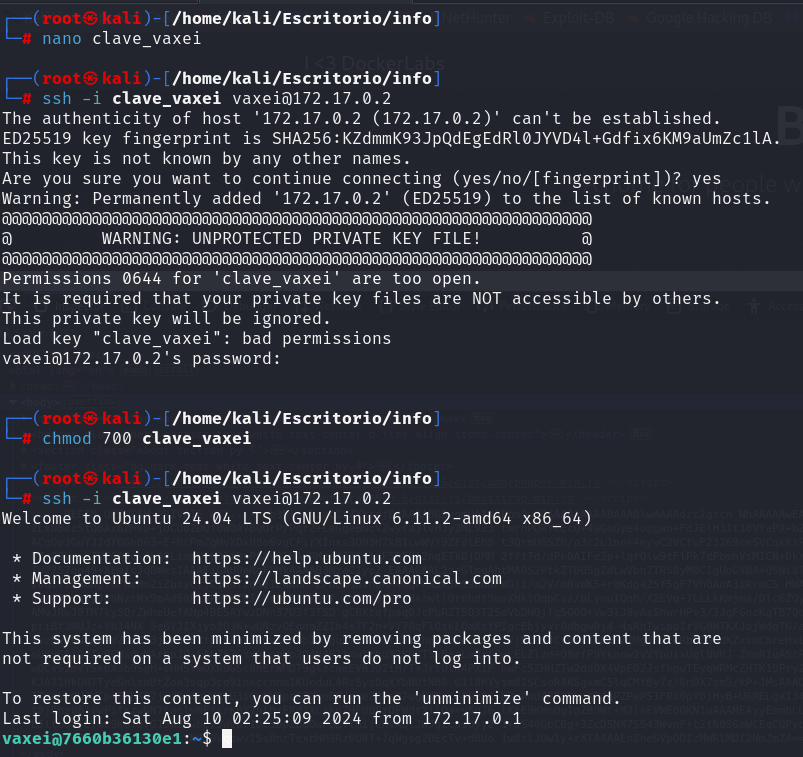 ┌──(root㉿kali)-[/home/kali/Escritorio/info]
└─# nano clave_vaxei
┌──(root㉿kali)-[/home/kali/Escritorio/info]
└─# ssh -i clave_vaxei vaxei@172.17.0.2
The authenticity of host '172.17.0.2 (172.17.0.2)' can't be established.
ED25519 key fingerprint is SHA256:KZdmmK93JpQdEgEdRl0JYVD4l+Gdfix6KM9aUmZc1lA.
This key is not known by any other names.
Are you sure you want to continue connecting (yes/no/[fingerprint])? yes
Warning: Permanently added '172.17.0.2' (ED25519) to the list of known hosts.
@@@@@@@@@@@@@@@@@@@@@@@@@@@@@@@@@@@@@@@@@@@@@@@@@@@@@@@@@@@
@         WARNING: UNPROTECTED PRIVATE KEY FILE!          @
@@@@@@@@@@@@@@@@@@@@@@@@@@@@@@@@@@@@@@@@@@@@@@@@@@@@@@@@@@@
Permissions 0644 for 'clave_vaxei' are too open.
It is required that your private key files are NOT accessible by others.
This private key will be ignored.
Load key "clave_vaxei": bad permissions
vaxei@172.17.0.2's password:
┌──(root㉿kali)-[/home/kali/Escritorio/info]
└─# chmod 700 clave_vaxei
┌──(root㉿kali)-[/home/kali/Escritorio/info]
└─# ssh -i clave_vaxei vaxei@172.17.0.2
Welcome to Ubuntu 24.04 LTS (GNU/Linux 6.11.2-amd64 x86_64)
 * Documentation:  https://help.ubuntu.com
 * Management:     https://landscape.canonical.com
 * Support:        https://ubuntu.com/pro
This system has been minimized by removing packages and content that are
not required on a system that users do not log into.
To restore this content, you can run the 'unminimize' command.
Last login: Sat Aug 10 02:25:09 2024 from 172.17.0.1
vaxei@7660b36130e1:~$